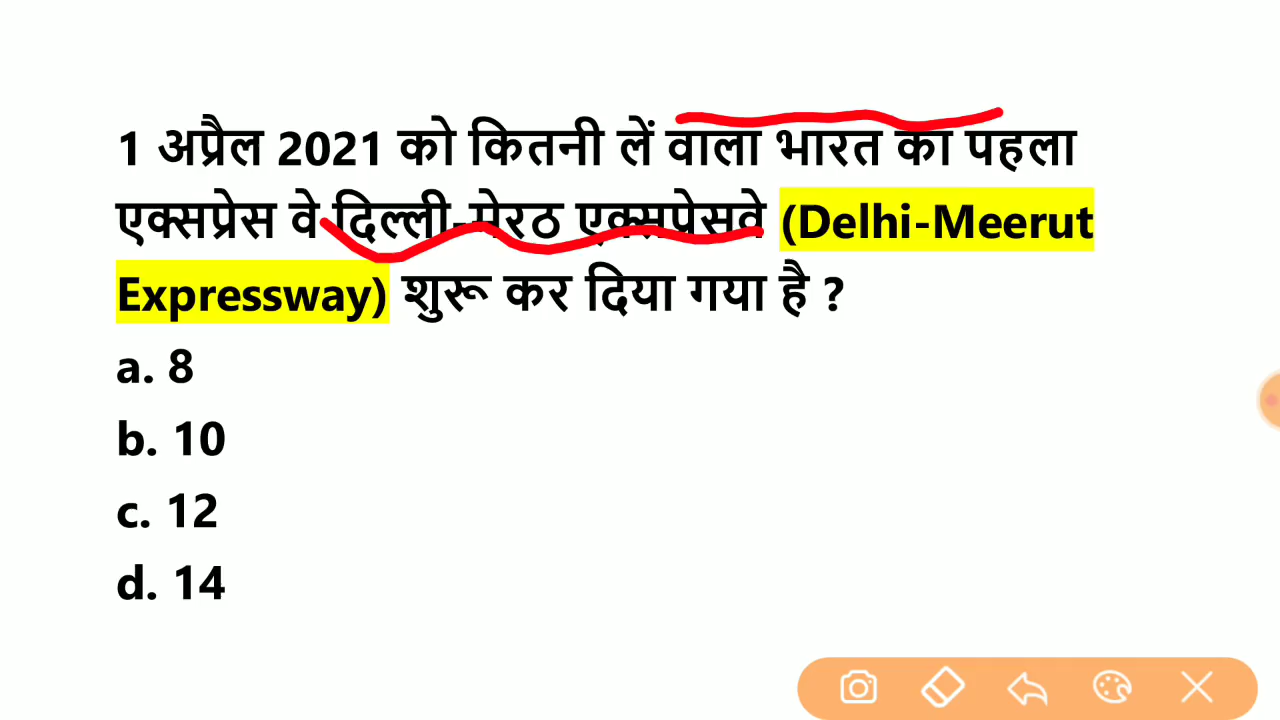 1 अप्रैल 2021 को कितनी लें वाला भारत का पहला
एक्सप्रेस वे दिल्ली-मेरठ एक्सप्रेसवे (Delhi-Meerut
Expressway) शुरू कर दिया गया है ?
a. 8
b. 10
c. 12
d. 14